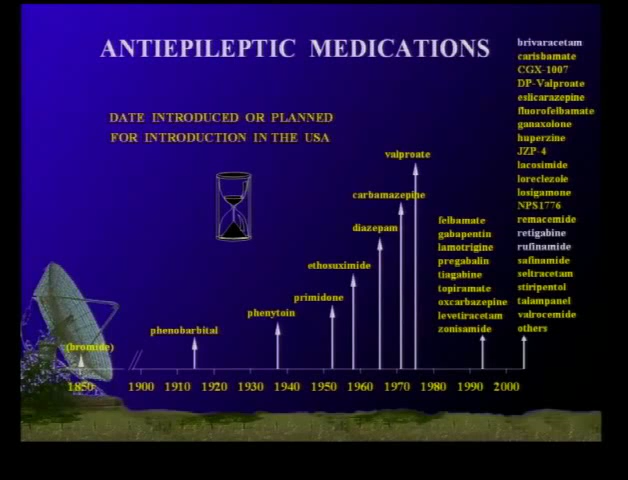 ANTIEPILEPTIC MEDICATIONS
DATE INTRODUCED OR PLANNED
FOR INTRODUCTION IN THE USA
(bromide)
phenobarbital
phenytoin
primidone
ethosuximide
diazepam
carbamazepine
valproate
felbamate
gabapentin
lamotrigine
pregabalin
tiagabine
topiramate
oxcarbazepine
levetiracetam
zonisamide
brivaracetam
carisbamate
CGX-1007
DP-Valproate
eslicarazepine
fluorofelbamate
ganaxolone
huperzine
JZP-4
lacosimide
loreclezole
losigamone
NPS1776
remacemide
retigabine
rufinamide
safinamide
seltracetam
stiripentol
talampanel
valrocemide
others
1850 1900 1910 1920 1930 1940 1950 1960 1970 1980 1990 2000